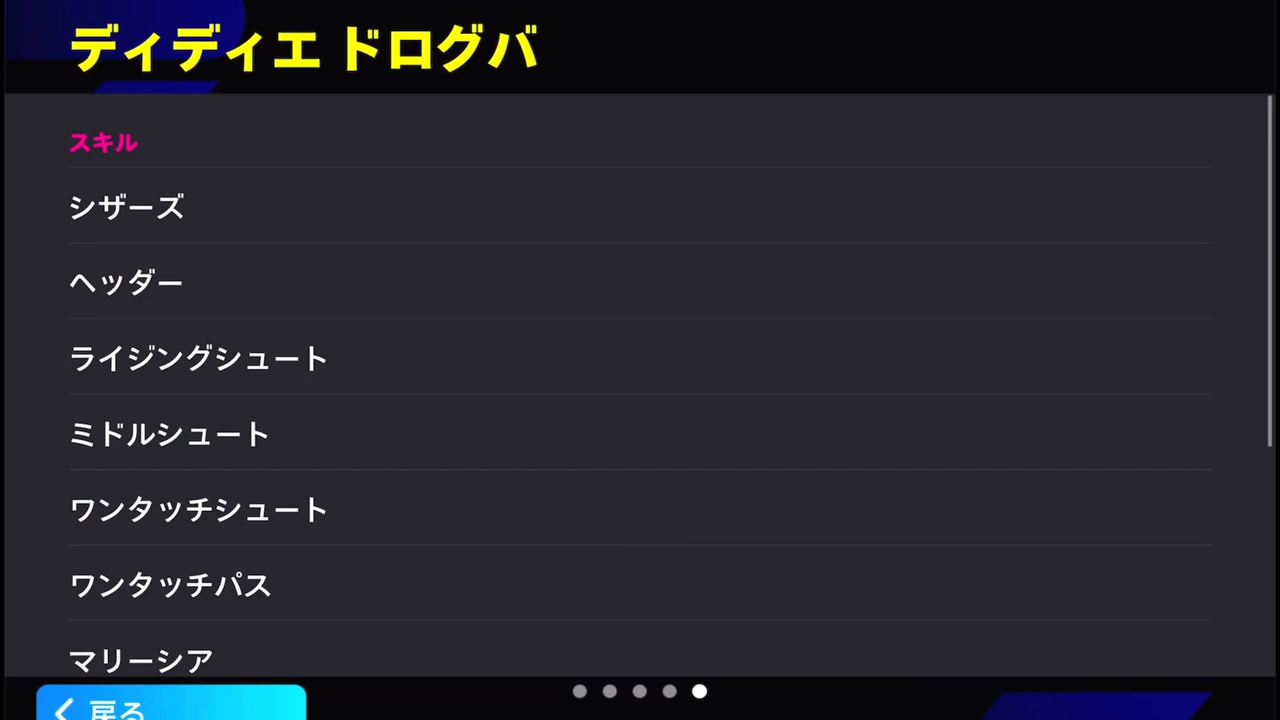 ディディエ ドログバ
スキル
シザーズ
ヘッダー
ライジングシュート
ミドルシュート
ワンタッチシュート
ワンタッチパス
マリーシア
戻る